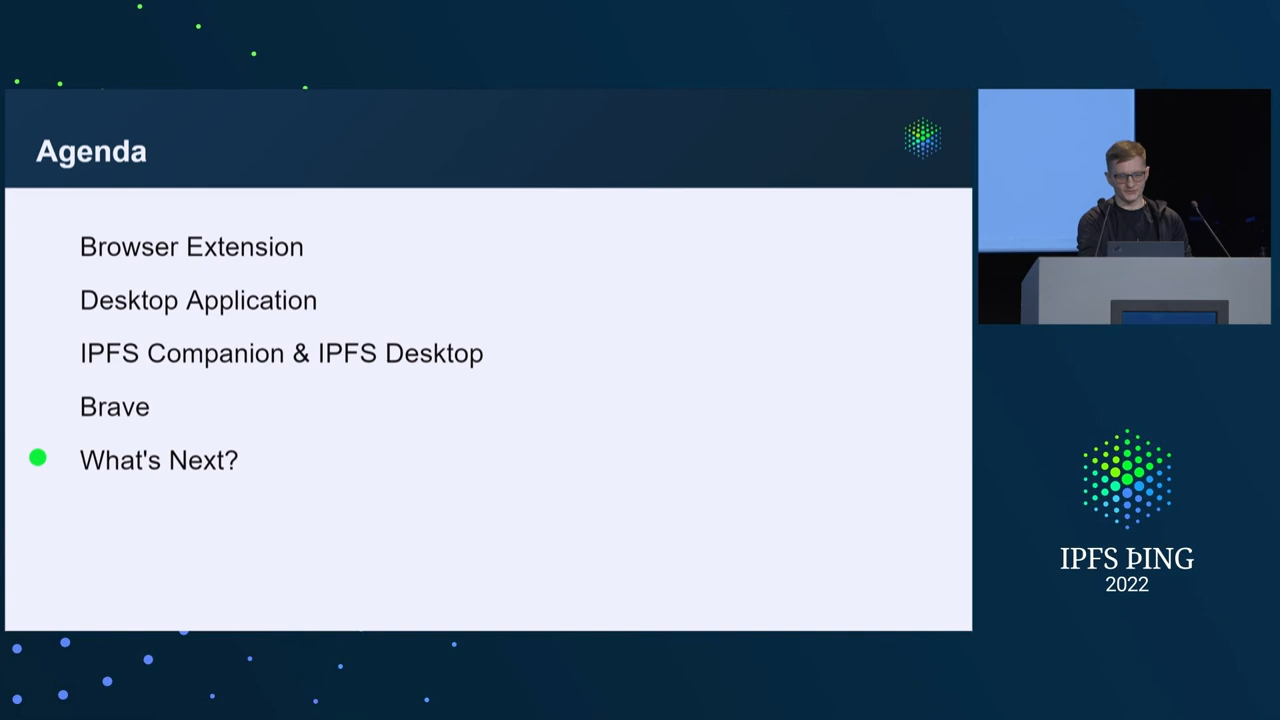 Agenda
Browser Extension
Desktop Application
IPFS Companion & IPFS Desktop
Brave
What's Next?
IPFS ÞING
2022